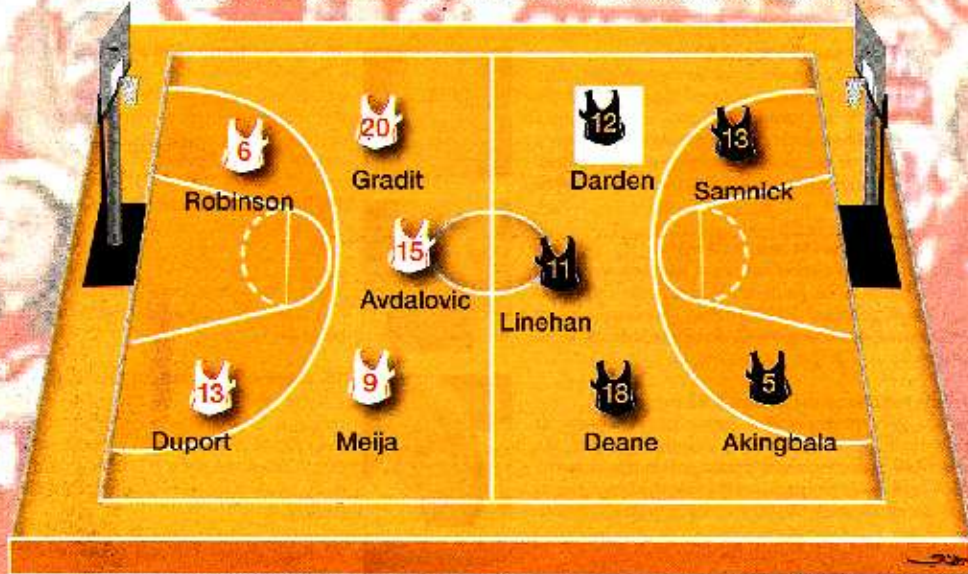 6
Robinson
20
Gradit
12
Darden
13
Samnick
15
Avdalovic
11
Linehan
13
Duport
9
Meija
18
Deane
5
Akingbala